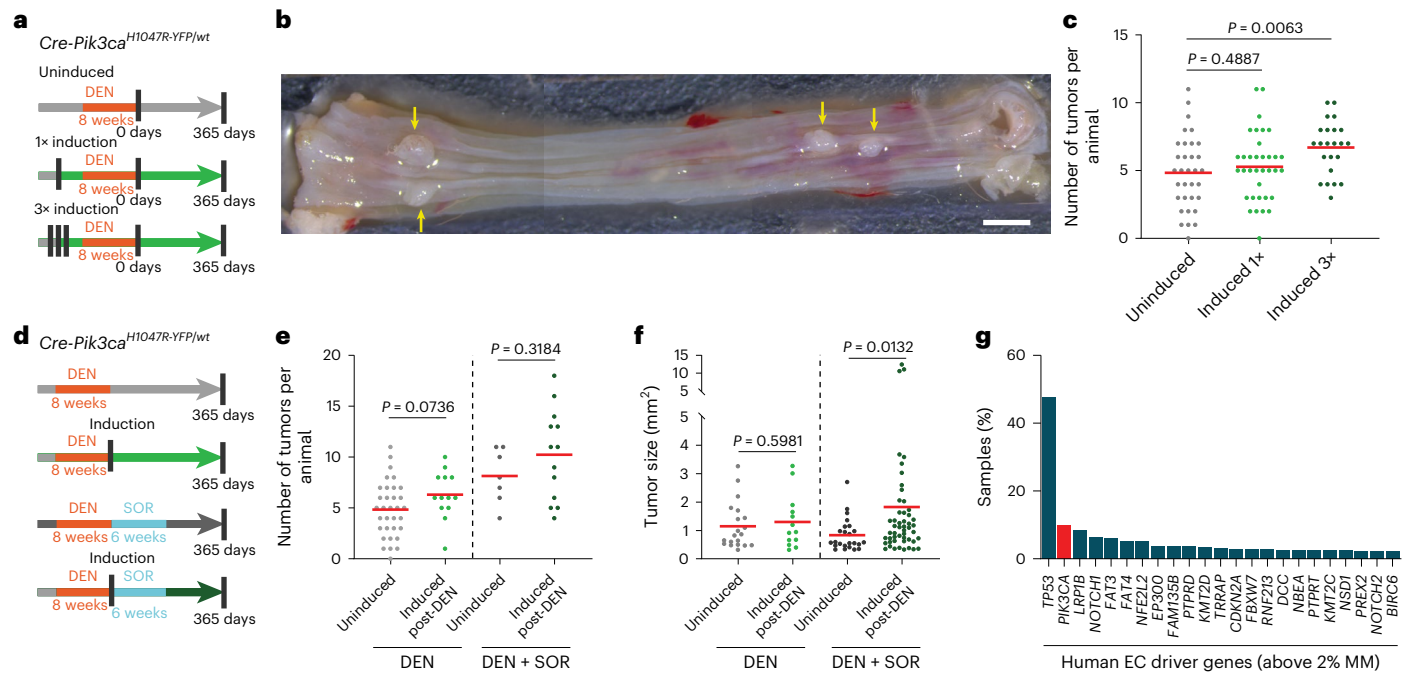 a
Cre-Pik3ca^H1047R-YFP/wt
Uninduced
DEN
8 weeks
0 days
365 days
1× induction
DEN
8 weeks
0 days
365 days
3× induction
DEN
8 weeks
0 days
365 days
b
c
Number of tumors per
animal
15
10
5
0
P = 0.0063
P = 0.4887
Uninduced
Induced 1×
Induced 3×
d
Cre-Pik3ca^H1047R-YFP/wt
DEN
8 weeks
365 days
Induction
DEN
8 weeks
365 days
DEN SOR
8 weeks 6 weeks
365 days
Induction
DEN SOR
8 weeks
6 weeks
365 days
e
Number of tumors per
animal
20
15
10
5
0
P = 0.0736
P = 0.3184
Uninduced
Induced
post-DEN
Uninduced
Induced
post-DEN
DEN
DEN + SOR
f
Tumor size (mm²)
15
10
5
5
4
3
2
1
0
P = 0.5981
P = 0.0132
Uninduced
Induced
post-DEN
Uninduced
Induced
post-DEN
DEN
DEN + SOR
g
Samples (%)
60
40
20
0
TP53
PIK3CA
LRP1B
NOTCH1
FAT3
FAT4
NFE2L2
EP300
FAM135B
PTPRD
KMT2D
TRRAP
CDKN2A
FBXW7
RNF213
DCC
NBEA
PTPRT
KMT2C
NSD1
PREX2
NOTCH2
BIRC6
Human EC driver genes (above 2% MM)